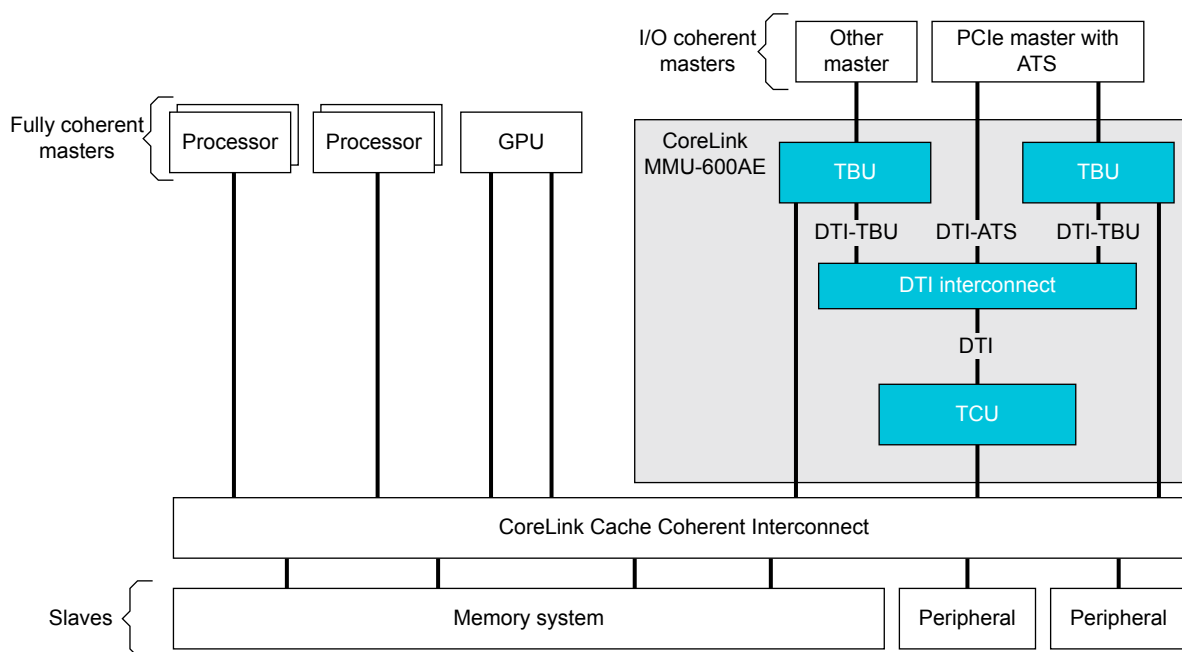 I/O coherent
masters
Other
master
PCIe master with
ATS
Fully coherent
masters
Processor
Processor
GPU
CoreLink
MMU-600AE
TBU
TBU
DTI-TBU
DTI-ATS
DTI-TBU
DTI interconnect
DTI
TCU
CoreLink Cache Coherent Interconnect
Slaves
Memory system
Peripheral
Peripheral